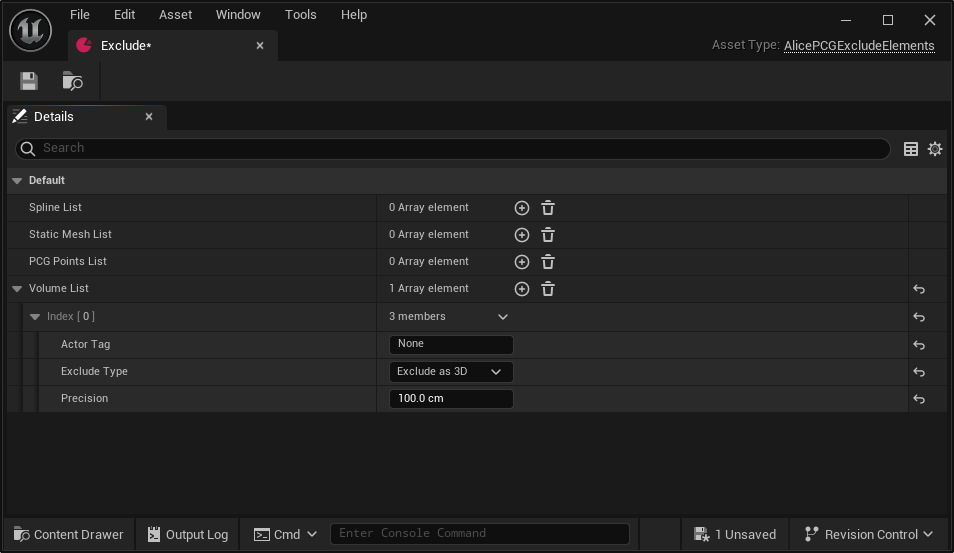 File Edit Asset Window Tools Help
Exclude*
Asset Type: AlicePCGExcludeElements
Details
Search
Default
Spline List 0 Array element
Static Mesh List 0 Array element
PCG Points List 0 Array element
Volume List 1 Array element
Index [ 0 ] 3 members
Actor Tag None
Exclude Type Exclude as 3D
Precision 100.0 cm
Content Drawer Output Log Cmd Enter Console Command 1 Unsaved Revision Control